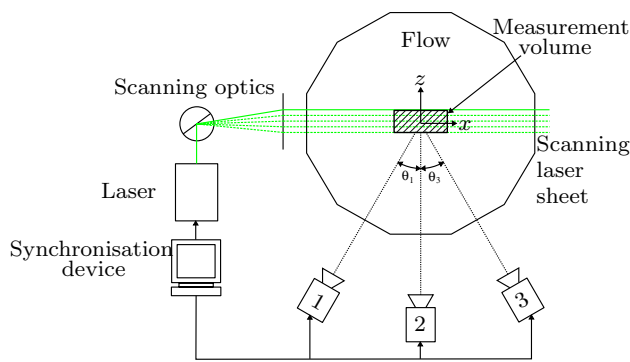 Measurement
volume
Flow
Scanning optics
z
x
Scanning
laser
sheet
θ1
θ3
Laser
Synchronisation
device
1
2
3